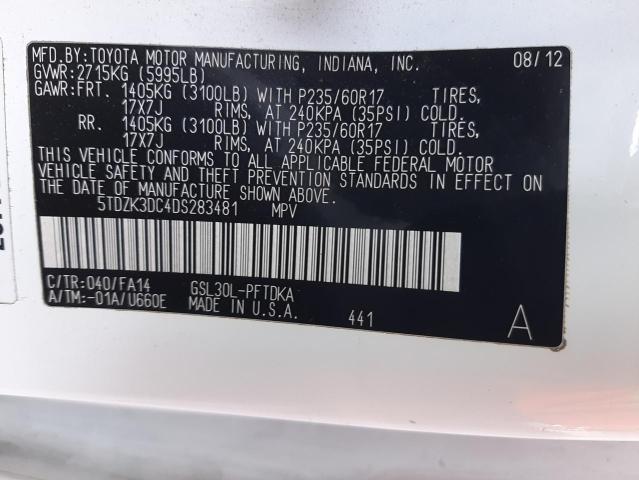 MFD.BY:TOYOTA MOTOR MANUFACTURING, INDIANA, INC. 08/12
GVWR:2715KG (5995LB)
GAWR:FRT. 1405KG (3100LB) WITH P235/60R17 TIRES,
17X7J RIMS, AT 240KPA (35PSI) COLD.
RR. 1405KG (3100LB) WITH P235/60R17 TIRES,
17X7J RIMS, AT 240KPA (35PSI) COLD.
THIS VEHICLE CONFORMS TO ALL APPLICABLE FEDERAL MOTOR
VEHICLE SAFETY AND THEFT PREVENTION STANDARDS IN EFFECT ON
THE DATE OF MANUFACTURE SHOWN ABOVE.
5TDZK3DC4DS283481 MPV
C/TR:040/FA14 GSL30L-PFTDKA
A/TM:-01A/U660E MADE IN U.S.A. 441 A